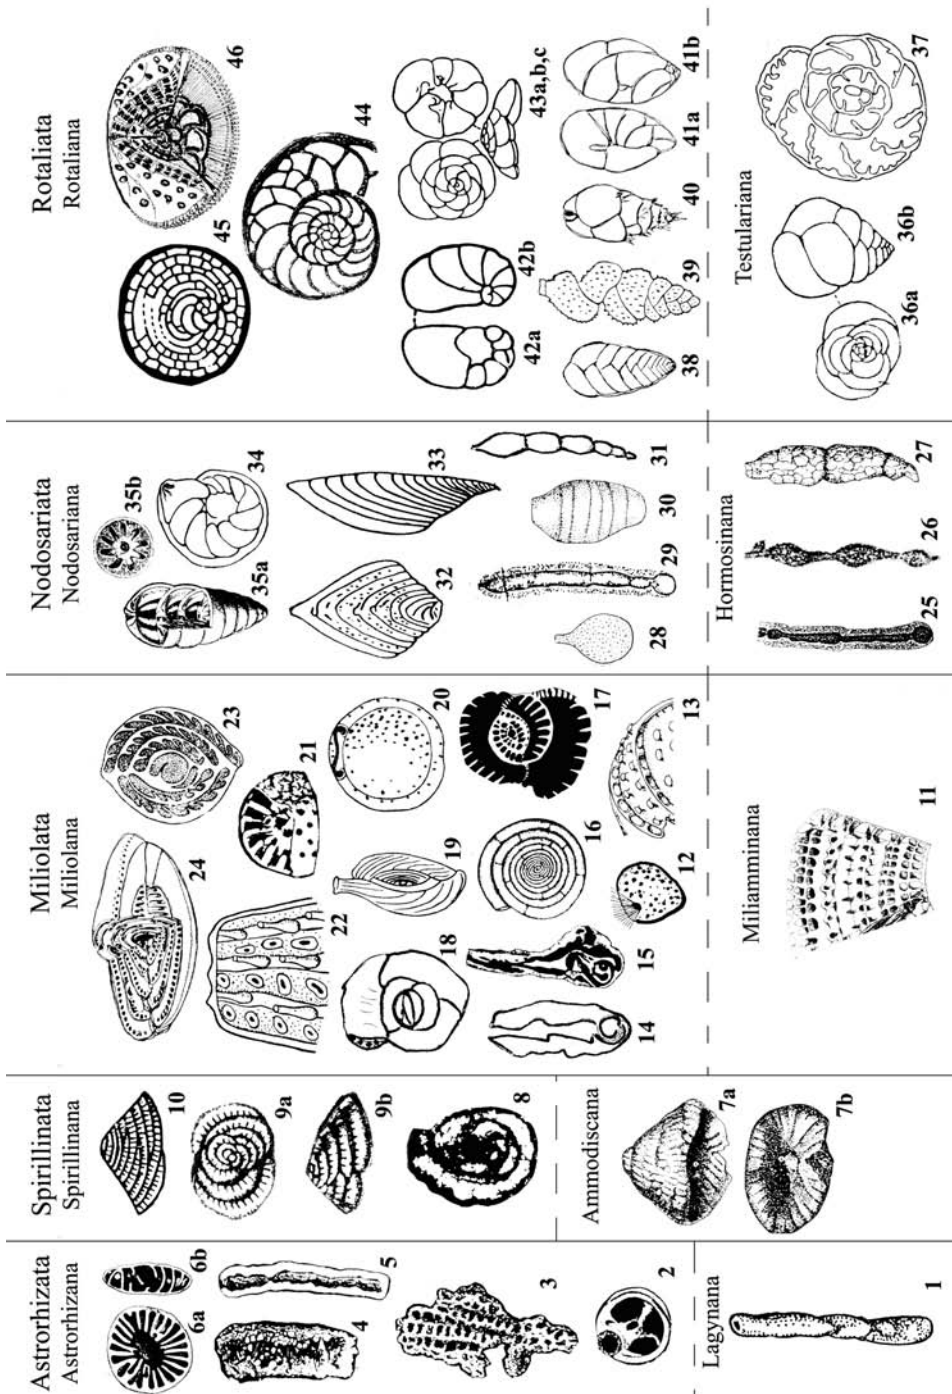 Astrorhizata
Astrorhizana
6a
6b
4
5
3
2
Lagynana
1
Spirillinata
Spirillinana
10
9a
9b
8
Ammodiscana
7a
7b
Miliolata
Miliolana
24
23
22
21
18
19
20
14
15
16
17
12
13
Miliamminana
11
Nodosariata
Nodosariana
35a
35b
34
32
33
28
29
30
31
Hormosinana
25
26
27
Rotaliata
Rotaliana
45
46
44
42a
42b
43a,b,c
38
39
40
41a
41b
Testulariana
36a
36b
37